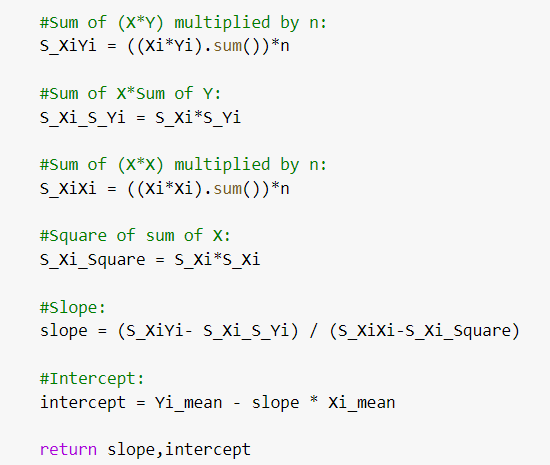 #Sum of (X*Y) multiplied by n:
S_XiYi = ((Xi*Yi).sum())*n
#Sum of X*Sum of Y:
S_Xi_S_Yi = S_Xi*S_Yi
#Sum of (X*X) multiplied by n:
S_XiXi = ((Xi*Xi).sum())*n
#Square of sum of X:
S_Xi_Square = S_Xi*S_Xi
#Slope:
slope = (S_XiYi- S_Xi_S_Yi) / (S_XiXi-S_Xi_Square)
#Intercept:
intercept = Yi_mean - slope * Xi_mean
return slope,intercept